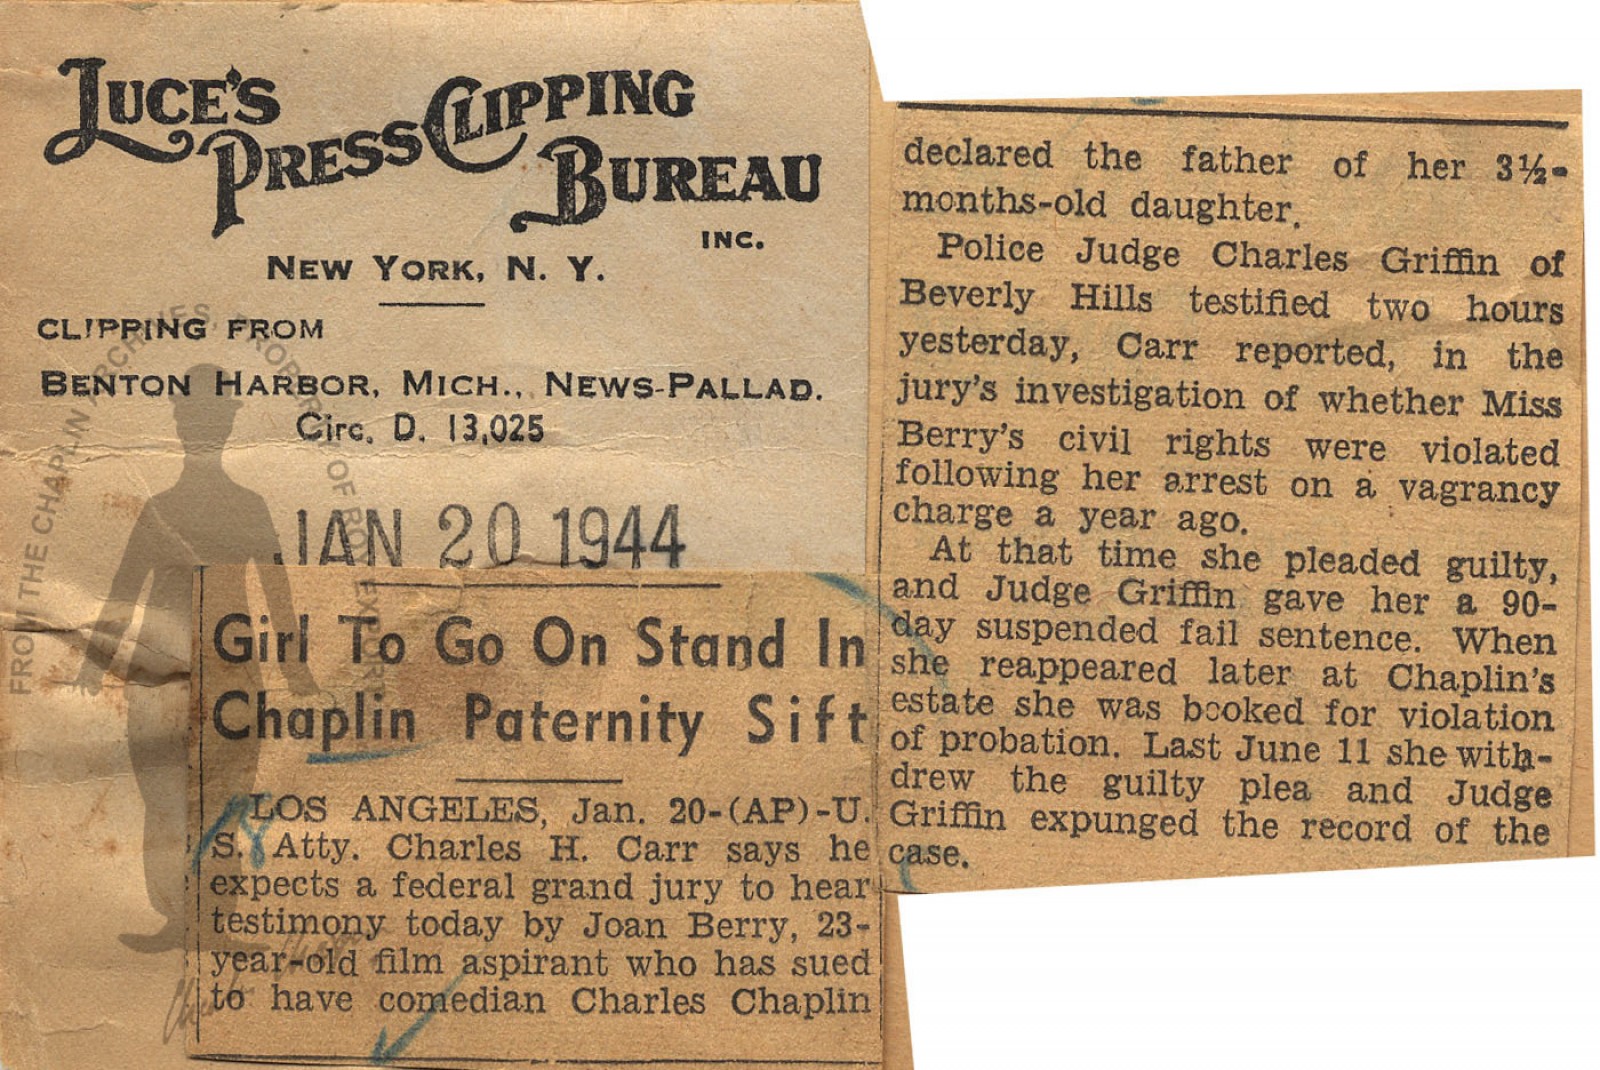 LUCE'S
PRESS CLIPPING
BUREAU
INC.
NEW YORK, N. Y.
CLIPPING FROM
BENTON HARBOR, MICH., NEWS-PALLAD.
Circ. D. 13,025
JAN 20 1944
Girl To Go On Stand In
Chaplin Paternity Sift
LOS ANGELES, Jan. 20-(AP)-U.
S. Atty. Charles H. Carr says he
expects a federal grand jury to hear
testimony today by Joan Berry, 23-
year-old film aspirant who has sued
to have comedian Charles Chaplin
declared the father of her 3½-
months-old daughter.
Police Judge Charles Griffin of
Beverly Hills testified two hours
yesterday, Carr reported, in the
jury's investigation of whether Miss
Berry's civil rights were violated
following her arrest on a vagrancy
charge a year ago.
At that time she pleaded guilty,
and Judge Griffin gave her a 90-
day suspended fail sentence. When
she reappeared later at Chaplin's
estate she was booked for violation
of probation. Last June 11 she with-
drew the guilty plea and Judge
Griffin expunged the record of the
case.
FROM THE CHAPLIN ARCHIVES, PROPERTY OF ROY EXPORT